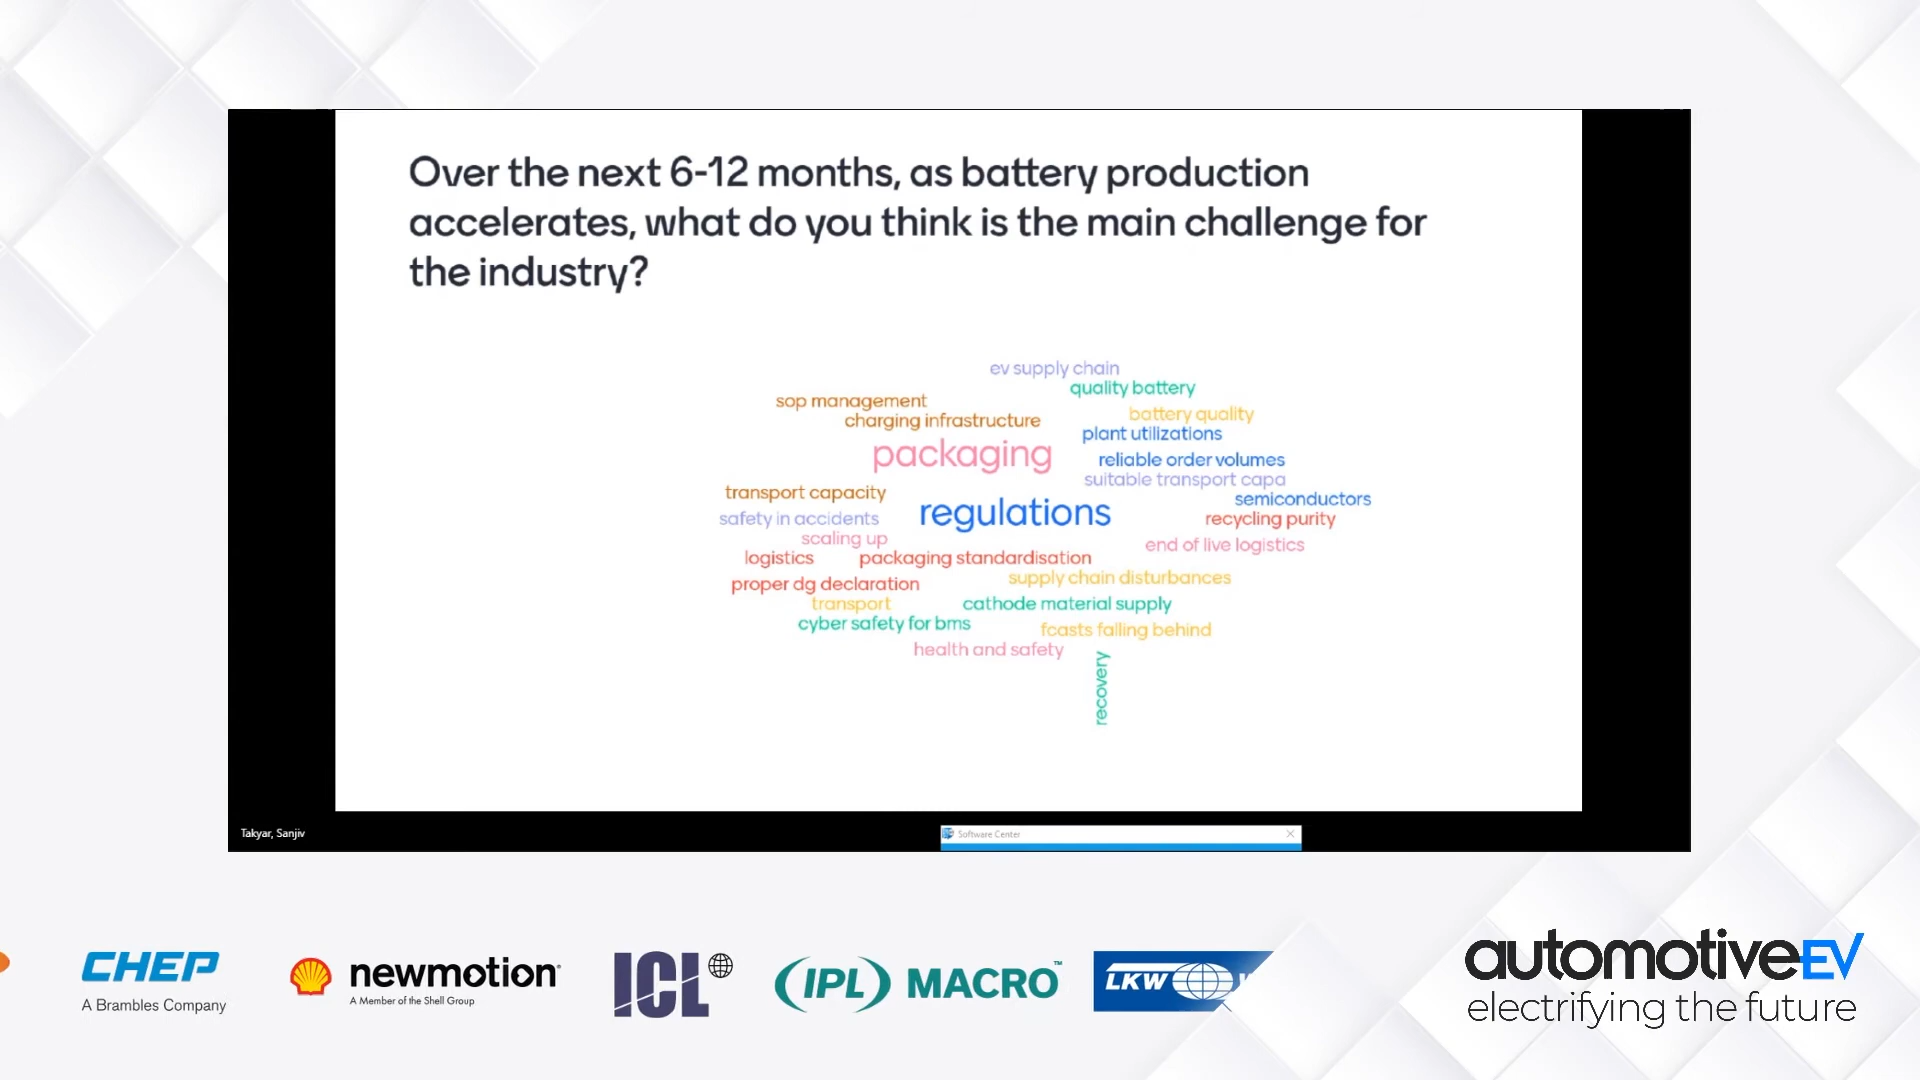 Over the next 6-12 months, as battery production
accelerates, what do you think is the main challenge for
the industry?
ev supply chain
quality battery
sop management
battery quality
charging infrastructure
plant utilizations
packaging
reliable order volumes
suitable transport capa
transport capacity
semiconductors
regulations
safety in accidents
recycling purity
scaling up
end of live logistics
logistics
packaging standardisation
supply chain disturbances
proper dg declaration
transport
cathode material supply
cyber safety for bms
fcasts falling behind
health and safety
recovery
Takyar, Sanjiv
Software Center
CHEP
A Brambles Company
newmotion
A Member of the Shell Group
ICL
IPL MACRO™
LKW
automotiveEV
electrifying the future